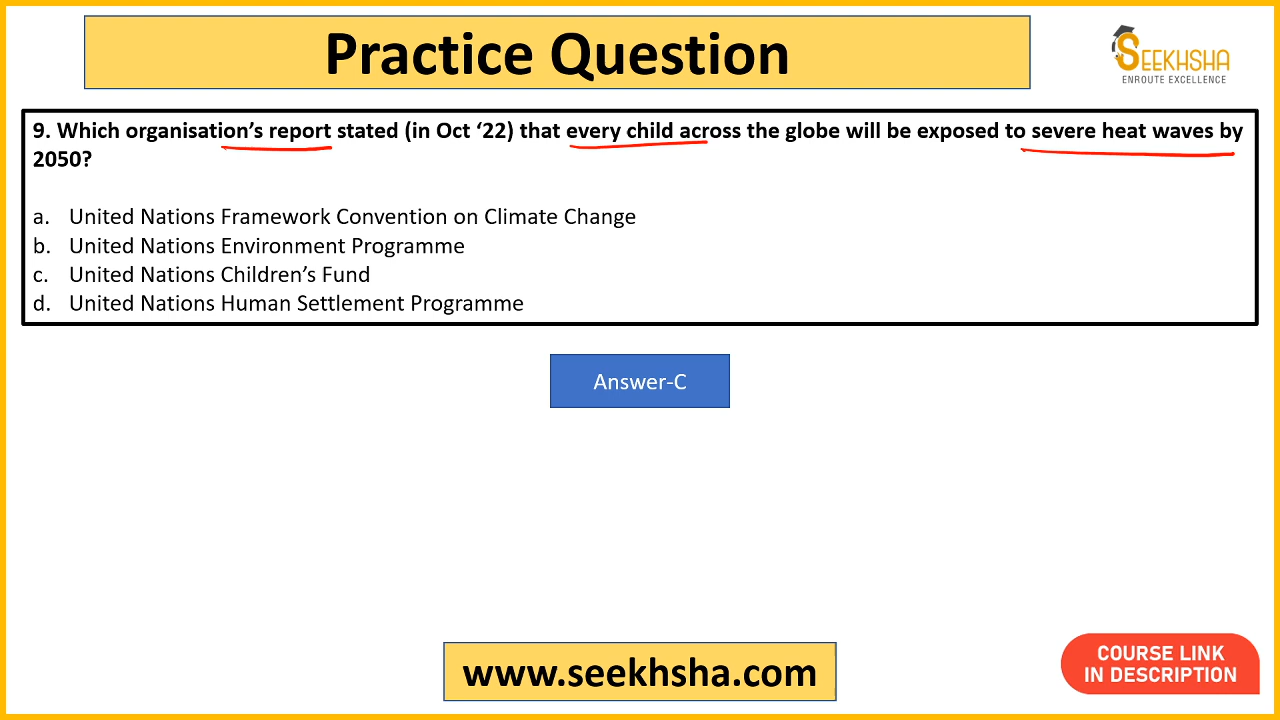 Practice Question
SEEKHSHA
ENROUTE EXCELLENCE
9. Which organisation’s report stated (in Oct ‘22) that every child across the globe will be exposed to severe heat waves by
2050?
a. United Nations Framework Convention on Climate Change
b. United Nations Environment Programme
c. United Nations Children’s Fund
d. United Nations Human Settlement Programme
Answer-C
www.seekhsha.com
COURSE LINK
IN DESCRIPTION